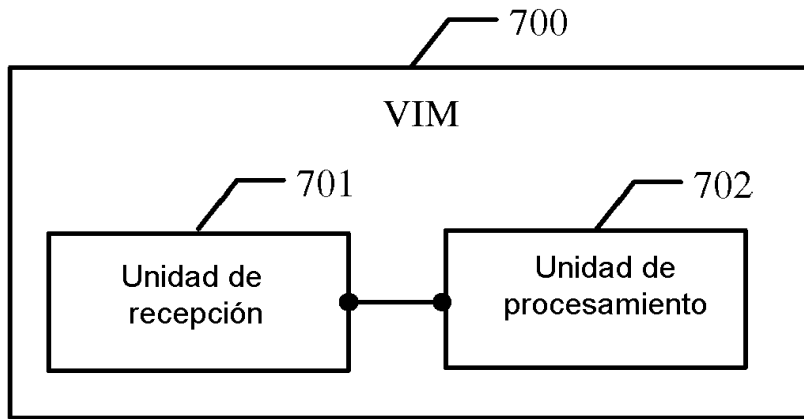 700
VIM
701
702
Unidad de
recepción
Unidad de
procesamiento